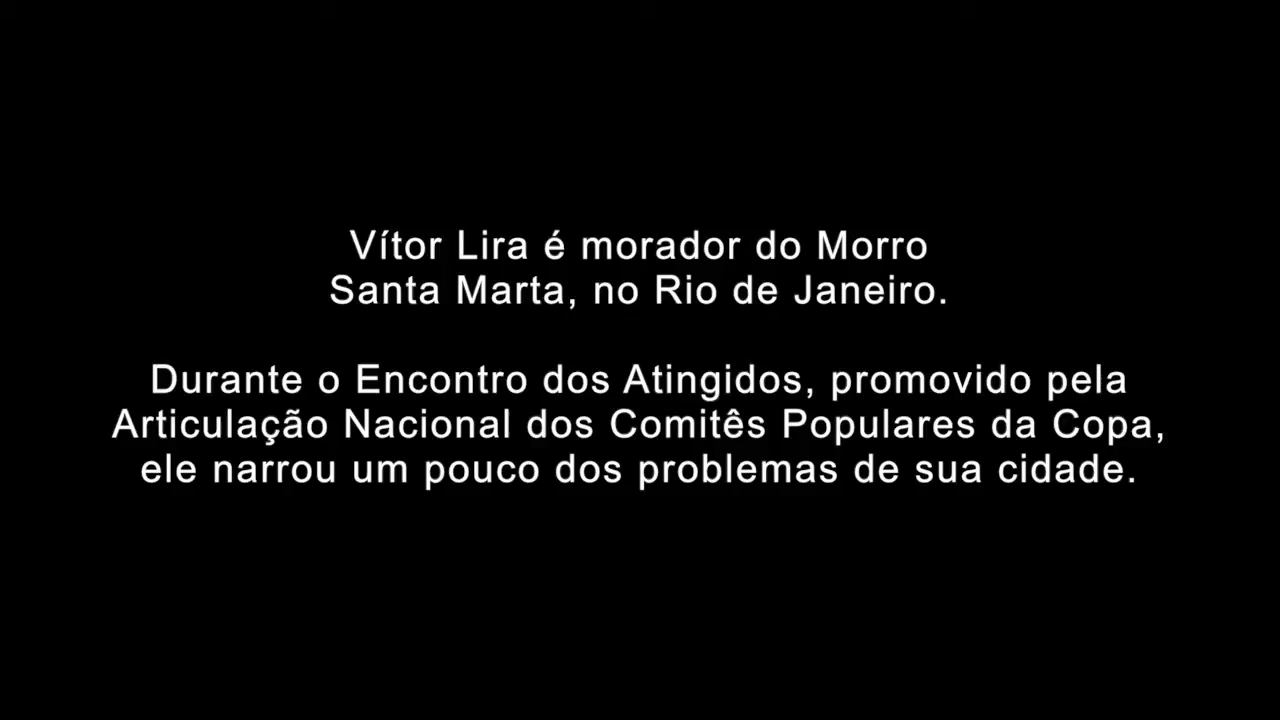 Vítor Lira é morador do Morro
Santa Marta, no Rio de Janeiro.
Durante o Encontro dos Atingidos, promovido pela
Articulação Nacional dos Comitês Populares da Copa,
ele narrou um pouco dos problemas de sua cidade.